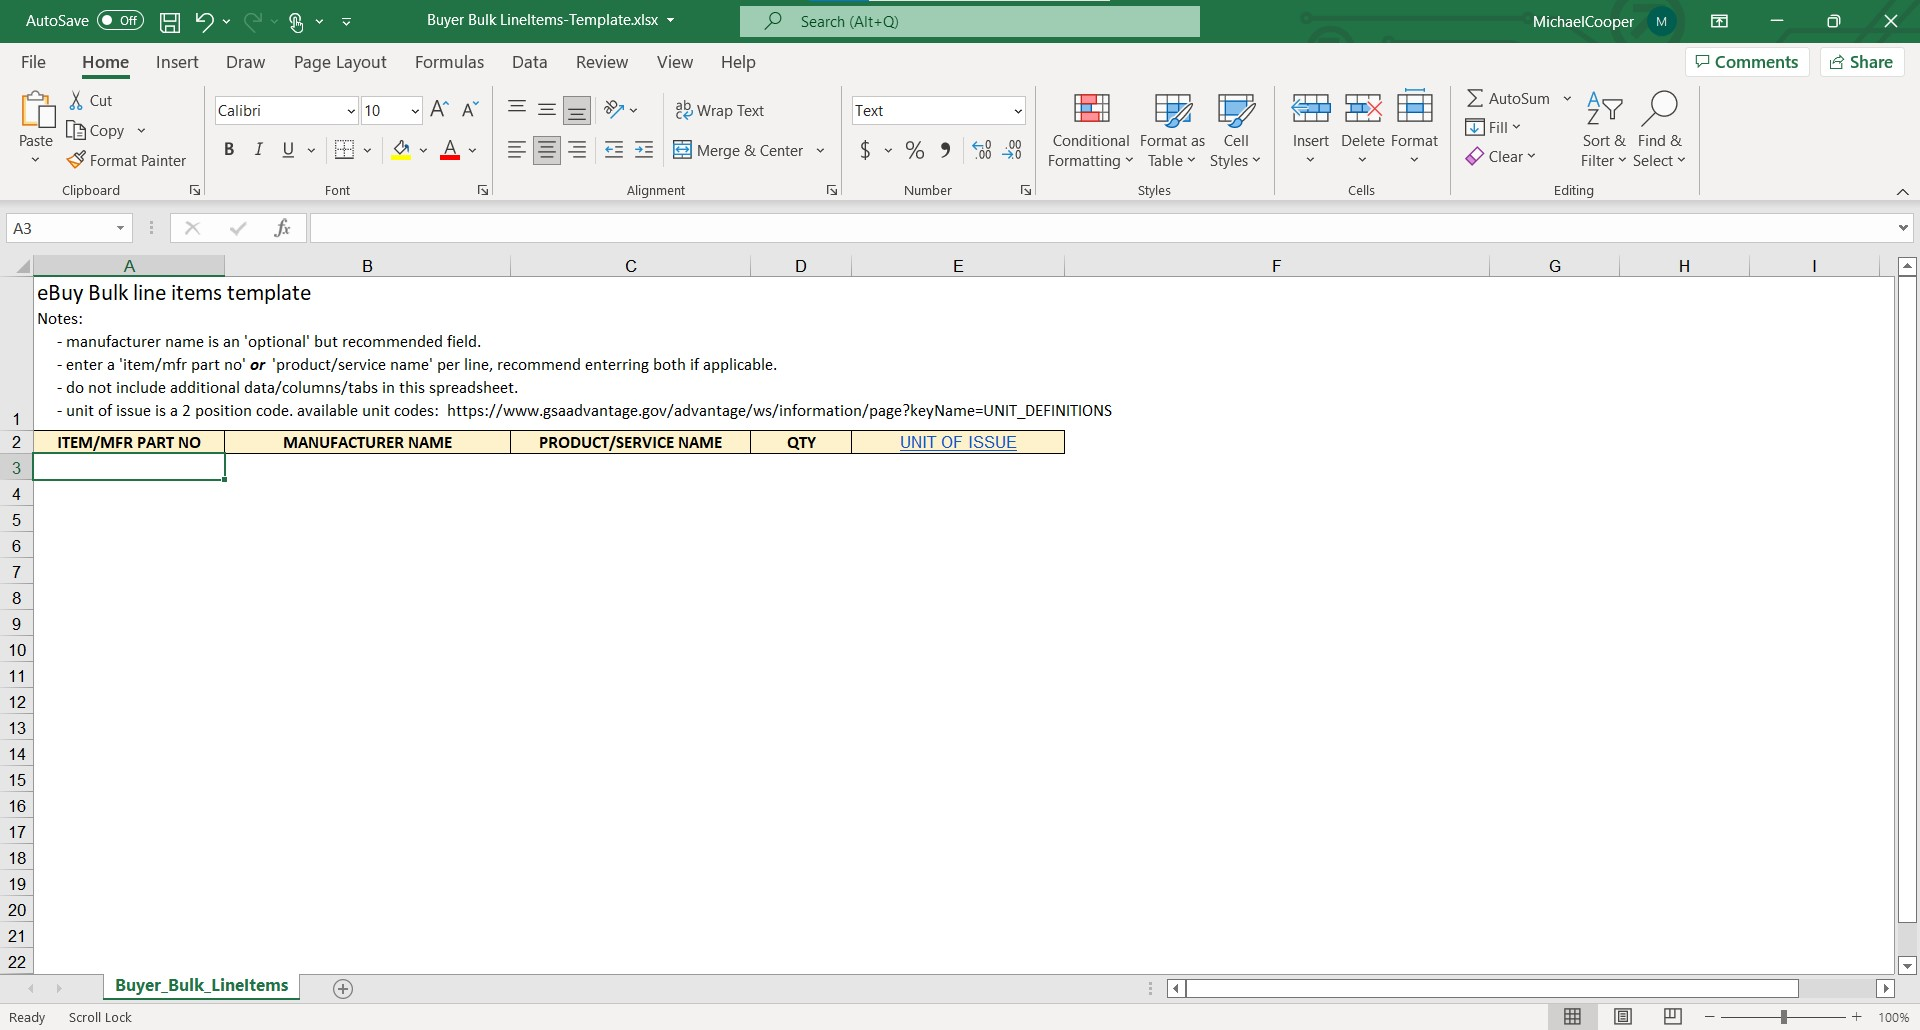 AutoSave Off Buyer Bulk LineItems-Template.xlsx Search (Alt+Q) MichaelCooper M
File Home Insert Draw Page Layout Formulas Data Review View Help Comments Share
Paste Cut Copy Format Painter Clipboard
Calibri 10 B I U A Font
ab Wrap Text Merge & Center Alignment
Text $ % 9 .00 Number
Conditional Formatting Format as Table Cell Styles Styles
Insert Delete Format Cells
AutoSum Fill Clear Sort & Filter Find & Select Editing
A3 fx
A B C D E F G H I
eBuy Bulk line items template
Notes:
- manufacturer name is an 'optional' but recommended field.
- enter a 'item/mfr part no' or 'product/service name' per line, recommend enterring both if applicable.
- do not include additional data/columns/tabs in this spreadsheet.
1 - unit of issue is a 2 position code. available unit codes: https://www.gsaadvantage.gov/advantage/ws/information/page?keyName=UNIT_DEFINITIONS
2 ITEM/MFR PART NO MANUFACTURER NAME PRODUCT/SERVICE NAME QTY UNIT OF ISSUE
3
4
5
6
7
8
9
10
11
12
13
14
15
16
17
18
19
20
21
22
Buyer_Bulk_LineItems
Ready Scroll Lock 100%